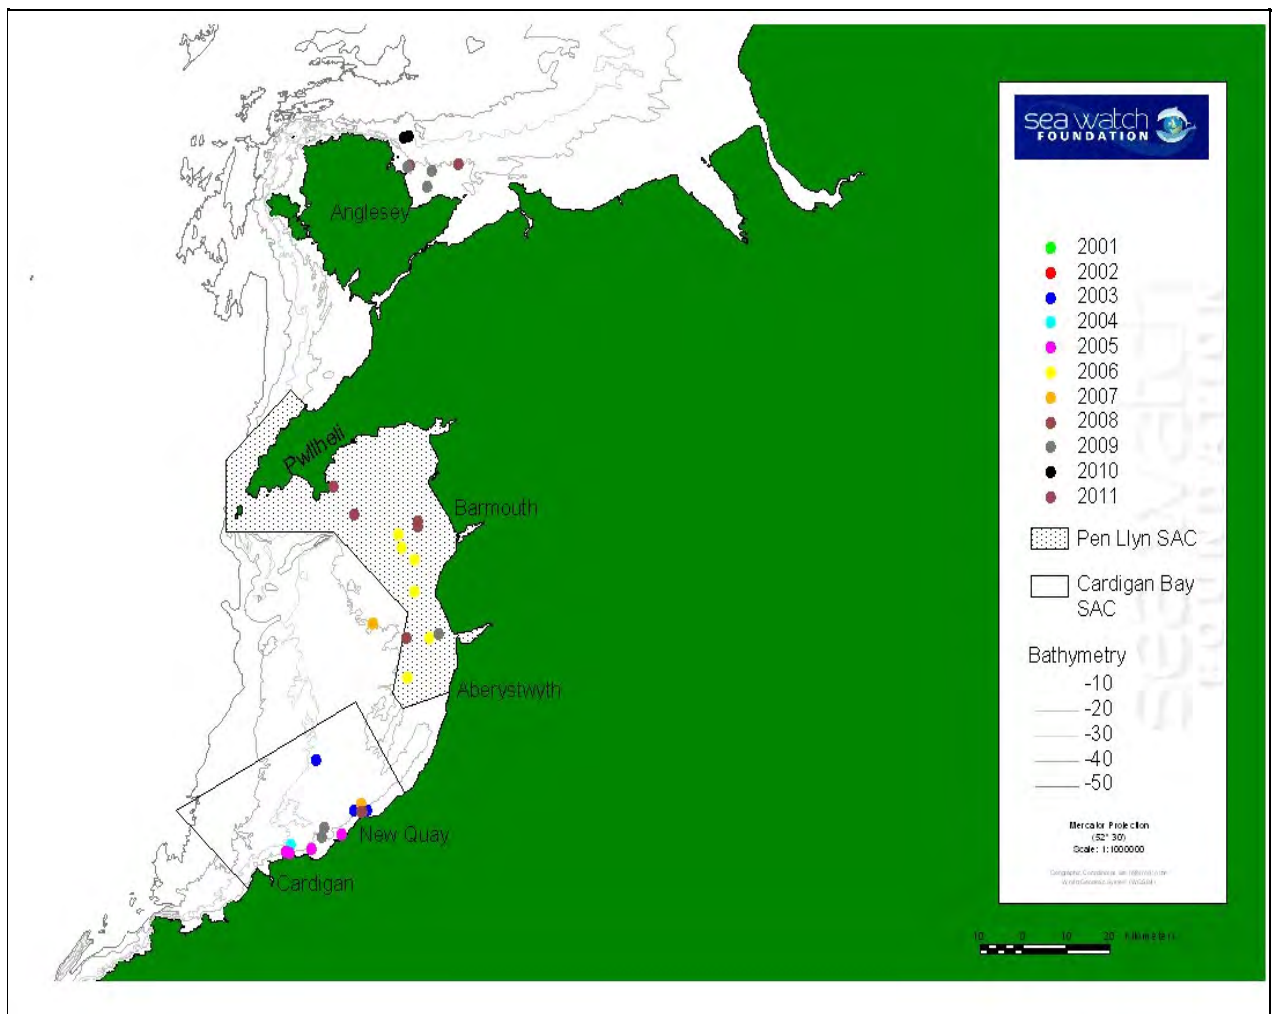 sea watch
FOUNDATION
Anglesey
2001
2002
2003
2004
2005
2006
2007
2008
2009
2010
2011
Pwllheli
Barmouth
Pen Llyn SAC
Cardigan Bay
SAC
Bathymetry
-10
-20
-30
-40
-50
Aberystwyth
New Quay
Cardigan
Mercator Projection
(52° 30)
Scale: 1:1000000
10 0 10 20 Kilometers